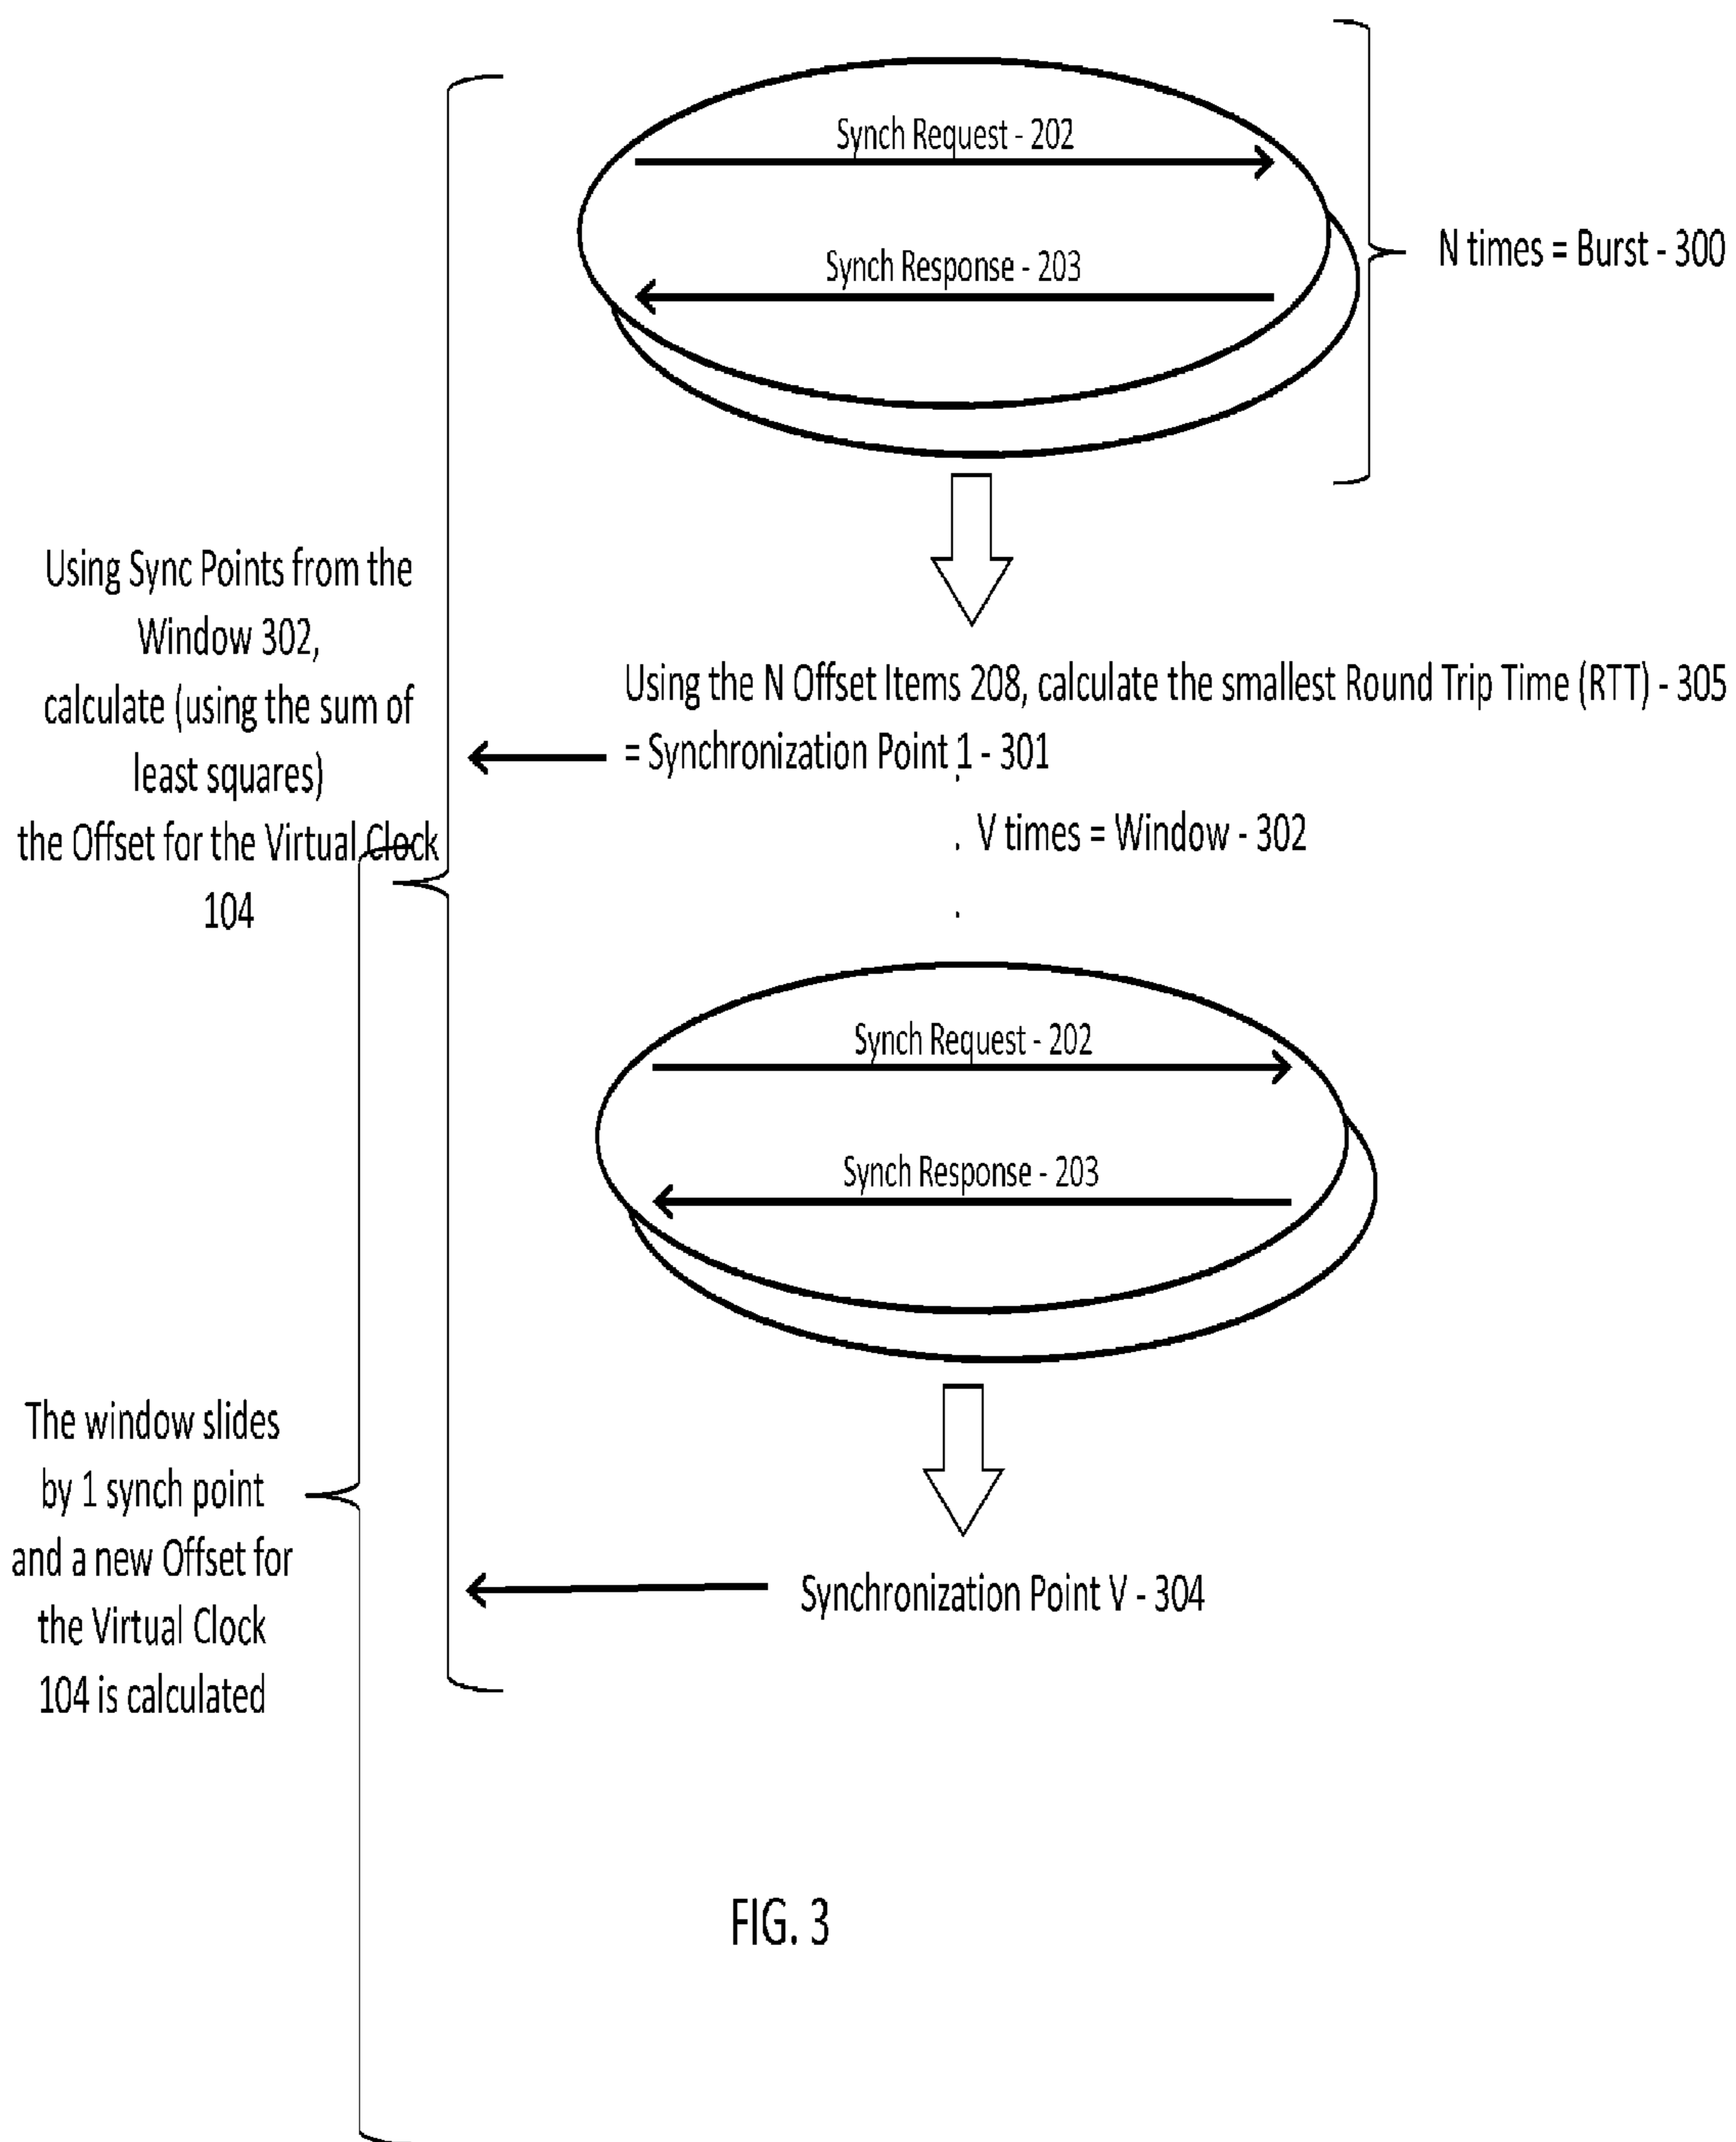 Synch Request - 202
Synch Response - 203
N times = Burst - 300
Using Sync Points from the
Window 302,
calculate (using the sum of
least squares)
the Offset for the Virtual Clock
104
Using the N Offset Items 208, calculate the smallest Round Trip Time (RTT) - 305
= Synchronization Point 1 - 301
V times = Window - 302
Synch Request - 202
Synch Response - 203
The window slides
by 1 synch point
and a new Offset for
the Virtual Clock
104 is calculated
Synchronization Point V - 304
FIG. 3